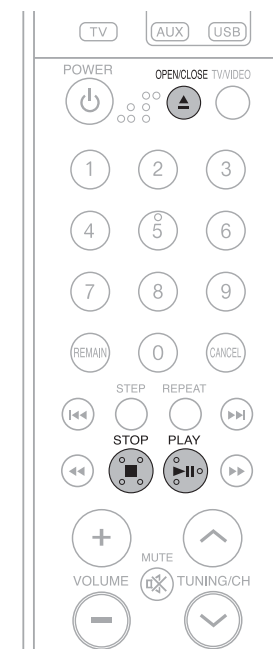 TV AUX USB
POWER OPEN/CLOSE TV/VIDEO
1 2 3
4 5 6
7 8 9
REMAIN 0 CANCEL
STEP REPEAT
STOP PLAY
+
MUTE
VOLUME TUNING/CH
−